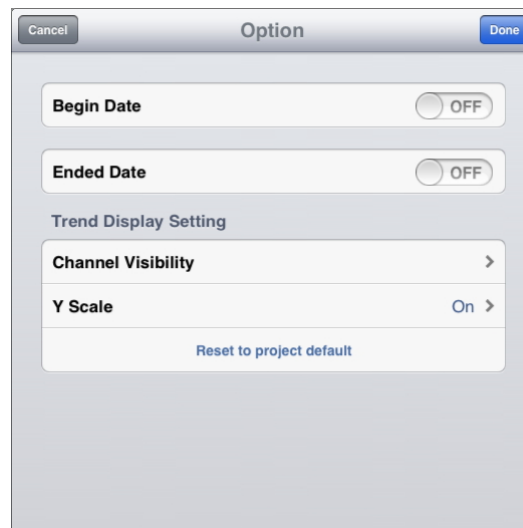 Cancel
Option
Done
Begin Date
OFF
Ended Date
OFF
Trend Display Setting
Channel Visibility
Y Scale
On
Reset to project default